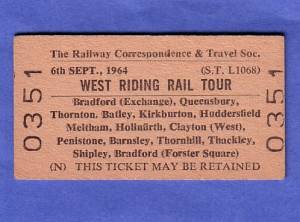 The Railway Correspondence & Travel Soc.
6th SEPT., 1964 (S.T. L1068)
WEST RIDING RAIL TOUR
Bradford (Exchange), Queensbury,
Thornton. Batley, Kirkburton, Huddersfield
Meltham, Holmfirth, Clayton (West),
Penistone, Barnsley, Thornhill, Thackley,
Shipley, Bradford (Forster Square)
(N) THIS TICKET MAY BE RETAINED
0351
0351